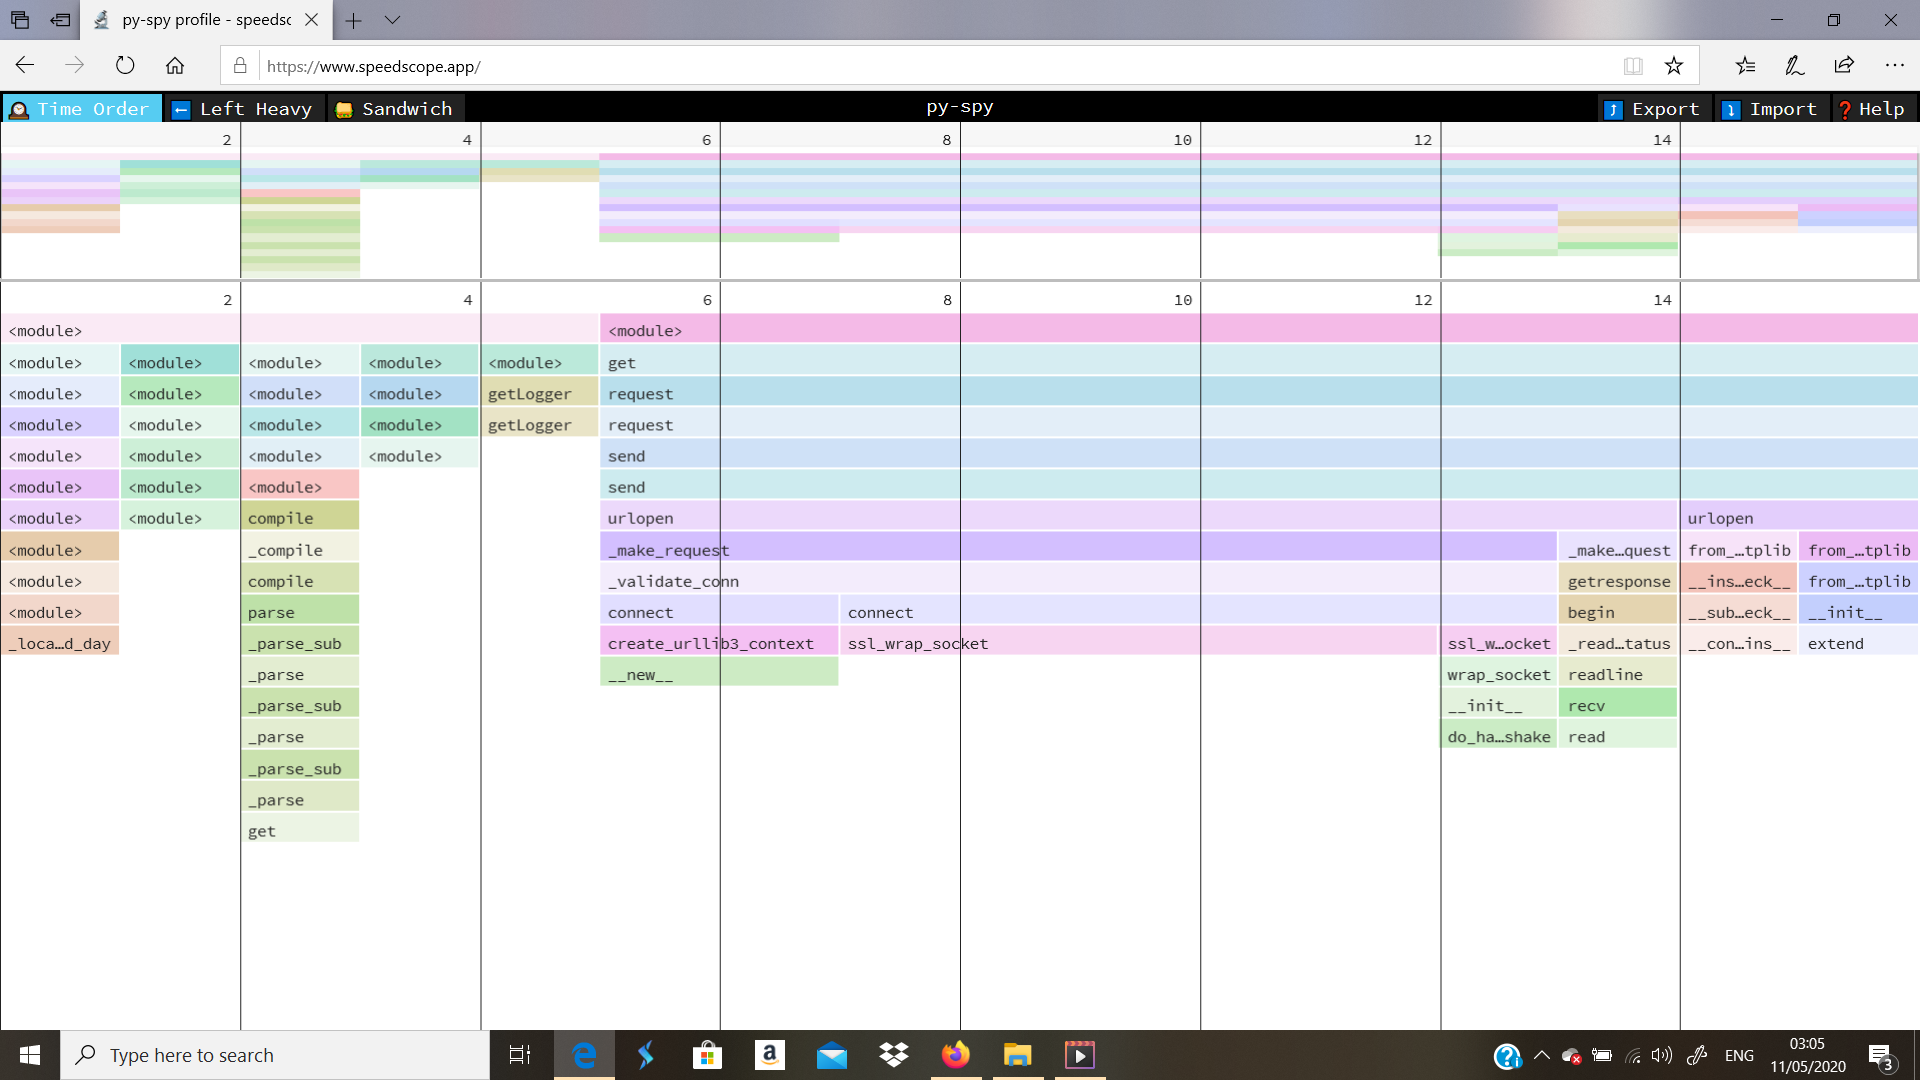 py-spy profile - speedsc
https://www.speedscope.app/
Time Order Left Heavy Sandwich py-spy Export Import Help
2 4 6 8 10 12 14
2 4 6 8 10 12 14
<module> <module>
<module> <module> <module> <module> <module> get
<module> <module> <module> <module> getLogger request
<module> <module> <module> <module> getLogger request
<module> <module> <module> <module> send
<module> <module> <module> send
<module> <module> compile urlopen urlopen
<module> _compile _make_request _make…quest from_…tplib from_…tplib
<module> compile _validate_conn getresponse __ins…eck__ from_…tplib
<module> parse connect connect begin __sub…eck__ __init__
_loca…d_day _parse_sub create_urllib3_context ssl_wrap_socket ssl_w…ocket _read…tatus __con…ins__ extend
_parse __new__ wrap_socket readline
_parse_sub __init__ recv
_parse do_ha…shake read
_parse_sub
_parse
get
Type here to search
a
ENG
03:05
11/05/2020
3